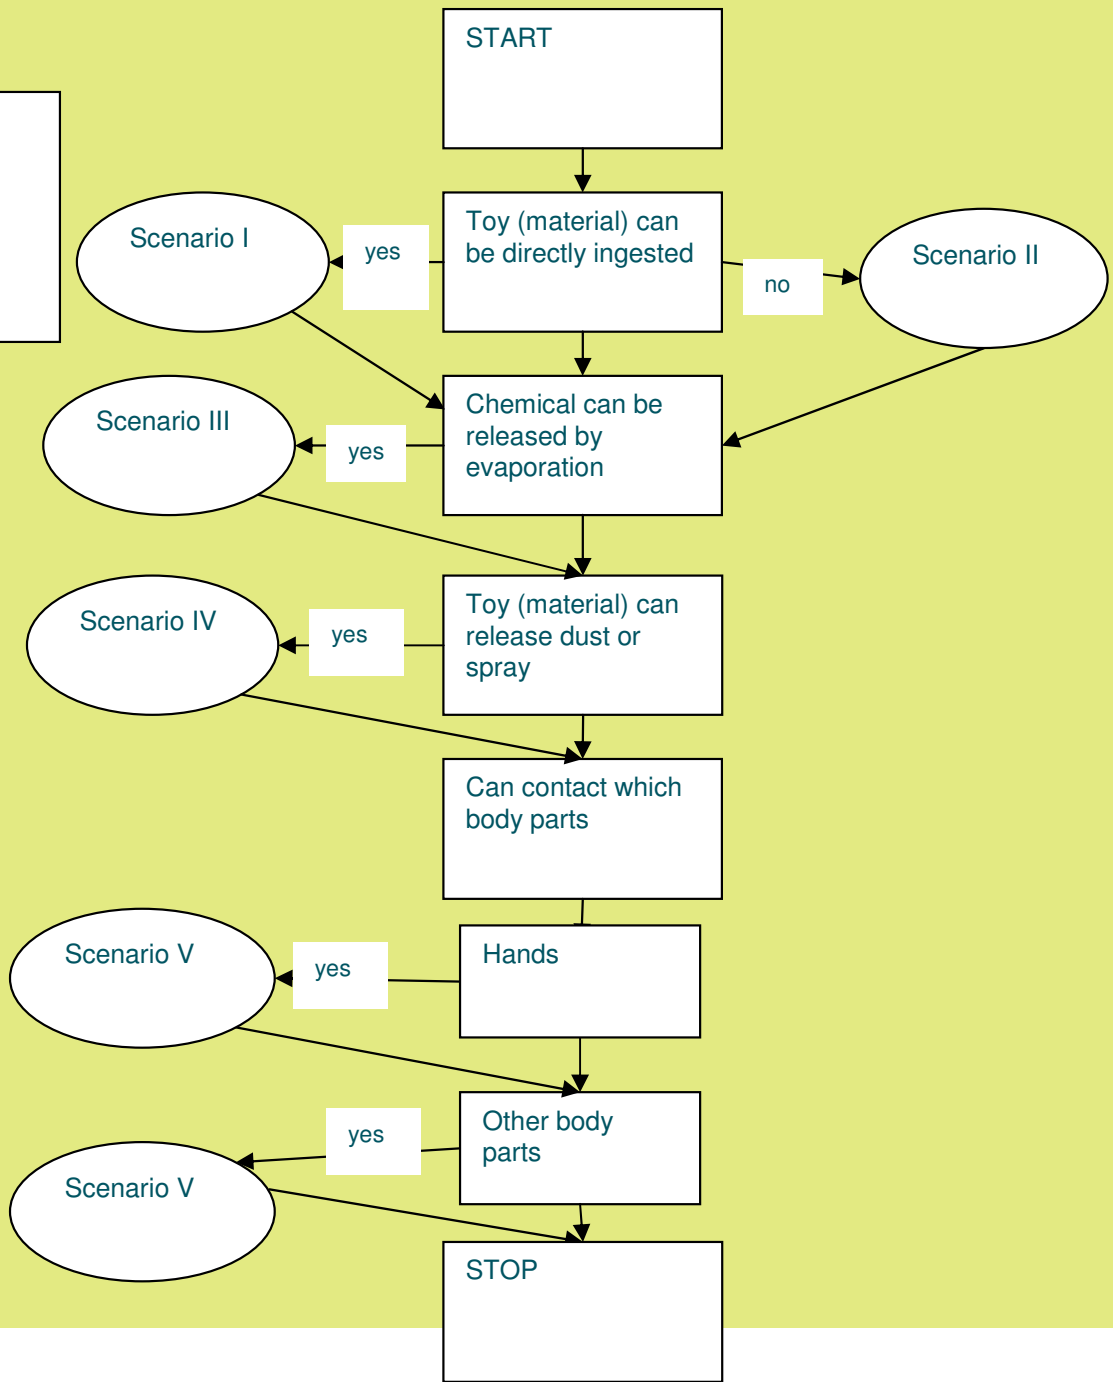 START
Toy (material) can
be directly ingested
Scenario I
yes
no
Scenario II
Chemical can be
released by
evaporation
Scenario III
yes
Toy (material) can
release dust or
spray
Scenario IV
yes
Can contact which
body parts
Hands
Scenario V
yes
Other body
parts
yes
Scenario V
STOP